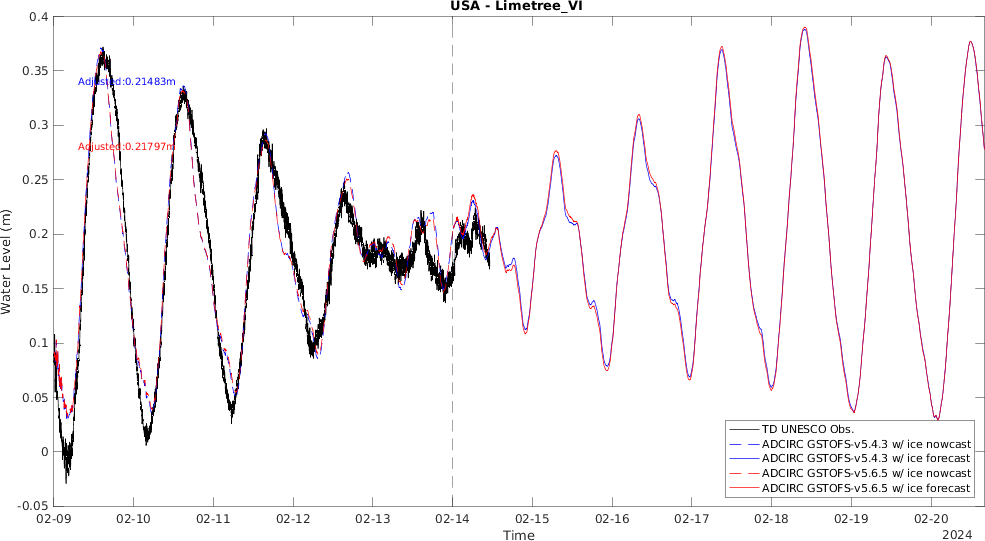 USA - Limetree_VI
0.4
0.35
0.3
0.25
0.2
0.15
0.1
0.05
0
-0.05
Water Level (m)
Adjusted:0.21483m
Adjusted:0.21797m
TD UNESCO Obs.
ADCIRC GSTOFS-v5.4.3 w/ ice nowcast
ADCIRC GSTOFS-v5.4.3 w/ ice forecast
ADCIRC GSTOFS-v5.6.5 w/ ice nowcast
ADCIRC GSTOFS-v5.6.5 w/ ice forecast
02-09 02-10 02-11 02-12 02-13 02-14 02-15 02-16 02-17 02-18 02-19 02-20
Time
2024